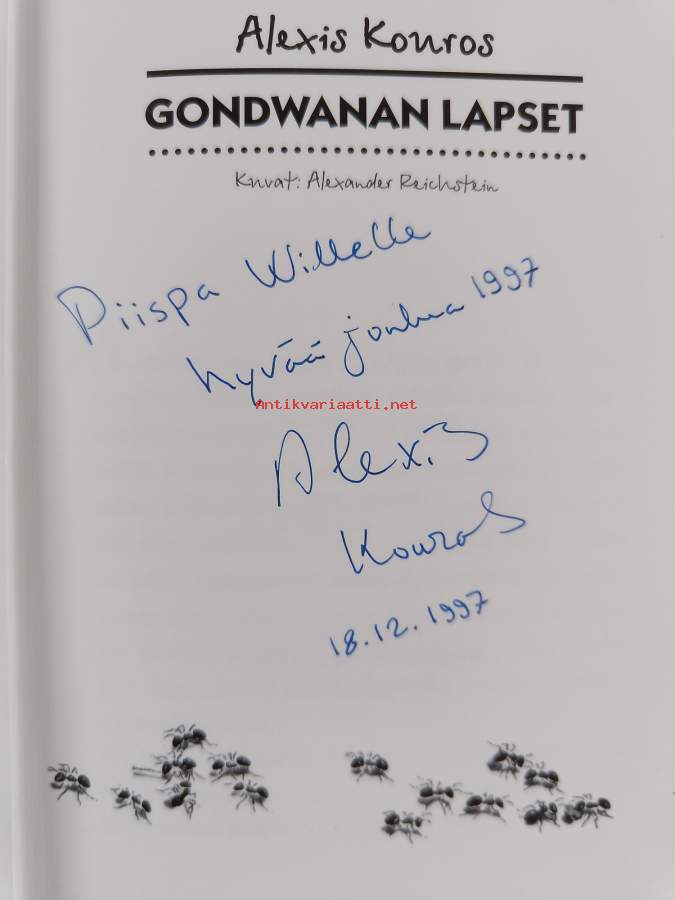 Alexis Kouros
GONDWANAN LAPSET
Kuvat: Alexander Reichstein
Piispa Willelle
hyvää joulua 1997
Antikvariaatti.net
Alexis
Kouros
18.12.1997